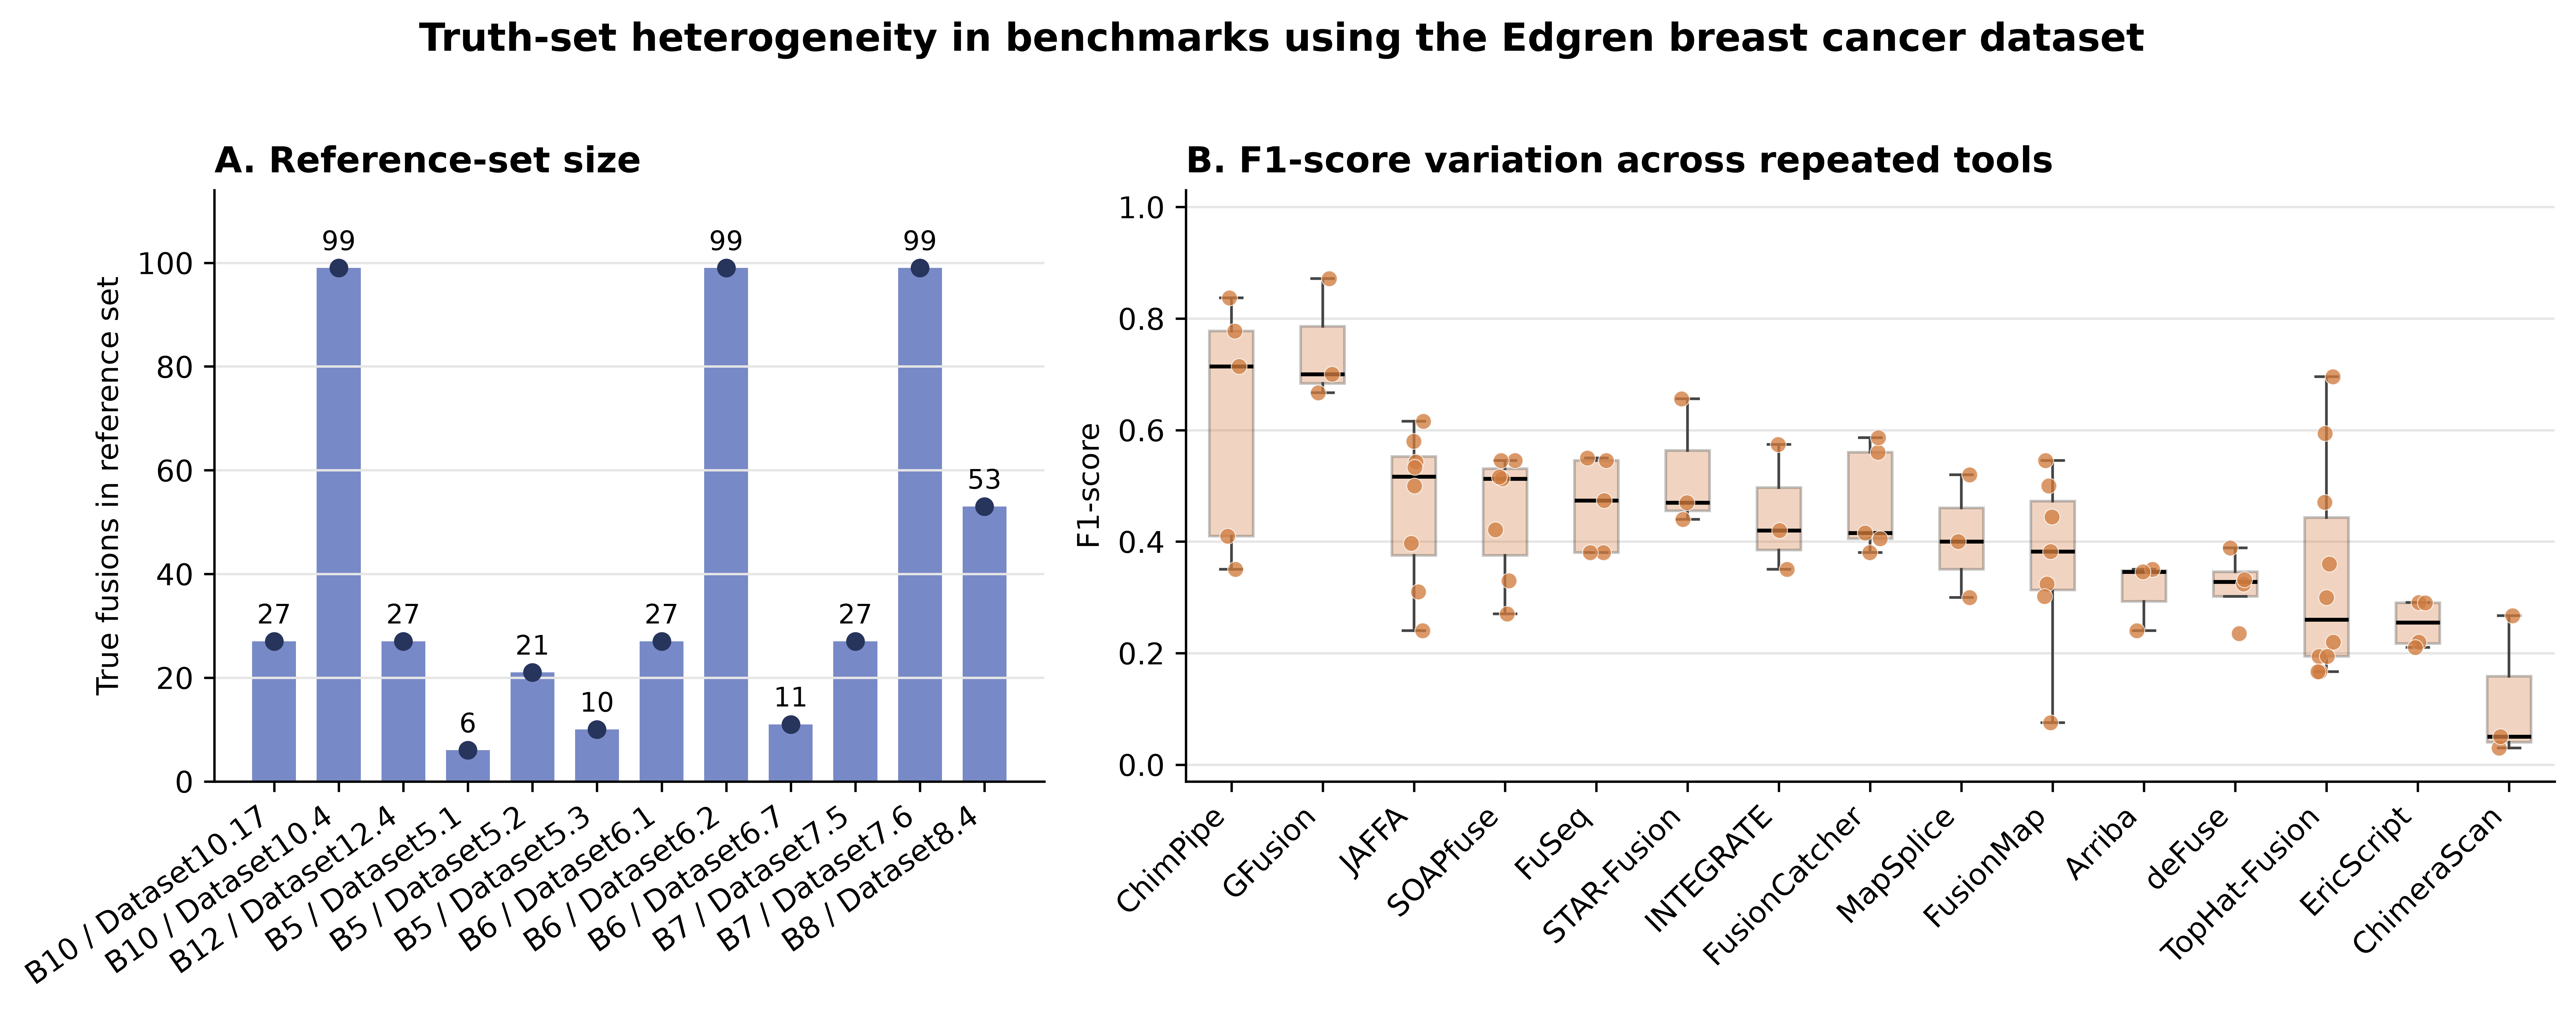 Truth-set heterogeneity in benchmarks using the Edgren breast cancer dataset
A. Reference-set size
True fusions in reference set
100
80
60
40
20
0
27
99
27
6
21
10
27
99
11
27
99
53
B10 / Dataset10.17
B10 / Dataset10.4
B12 / Dataset12.4
B5 / Dataset5.1
B5 / Dataset5.2
B5 / Dataset5.3
B6 / Dataset6.1
B6 / Dataset6.2
B6 / Dataset6.7
B7 / Dataset7.5
B7 / Dataset7.6
B8 / Dataset8.4
B. F1-score variation across repeated tools
F1-score
1.0
0.8
0.6
0.4
0.2
0.0
ChimPipe
GFusion
JAFFA
SOAPfuse
FuSeq
STAR-Fusion
INTEGRATE
FusionCatcher
MapSplice
FusionMap
Arriba
deFuse
TopHat-Fusion
EricScript
ChimeraScan